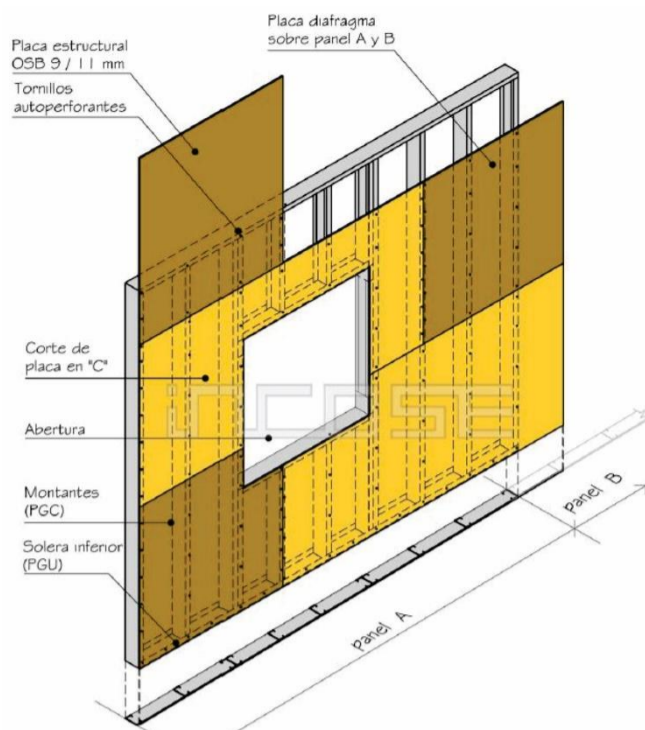 Placa diafragma
sobre panel A y B
Placa estructural
OSB 9 / 11 mm
Tornillos
autoperforantes
Corte de
placa en "C"
incose
Abertura
Montantes
(PGC)
Solera inferior
(PGU)
Panel B
Panel A